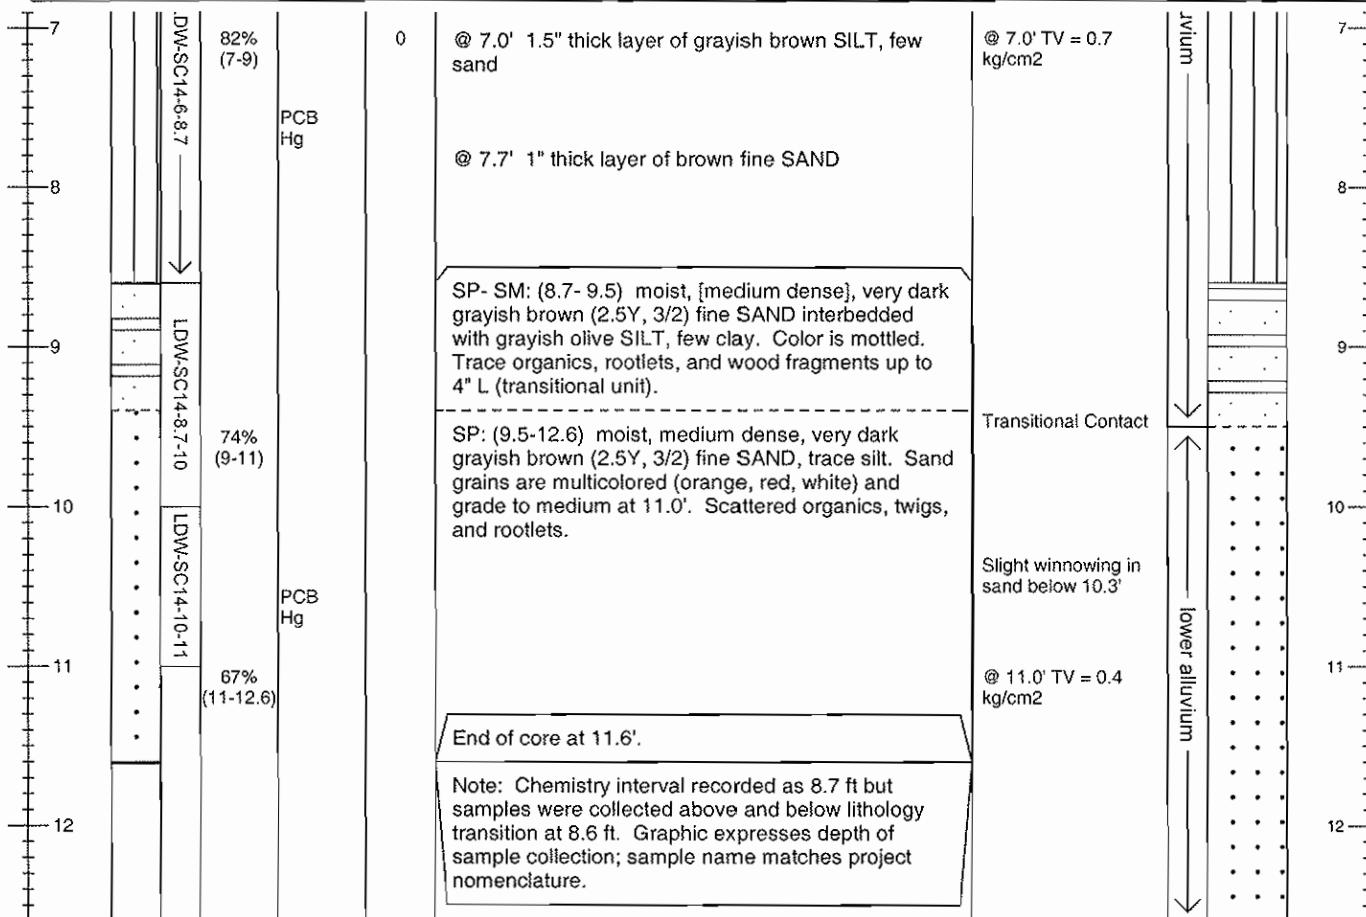 7
LDW-SC14-6-8.7
82%
(7-9)
PCB
Hg
0
@ 7.0' 1.5" thick layer of grayish brown SILT, few
sand
@ 7.0' TV = 0.7
kg/cm2
7
@ 7.7' 1" thick layer of brown fine SAND
8
8
SP- SM: (8.7- 9.5) moist, [medium dense], very dark
grayish brown (2.5Y, 3/2) fine SAND interbedded
with grayish olive SILT, few clay. Color is mottled.
Trace organics, rootlets, and wood fragments up to
4" L (transitional unit).
9
LDW-SC14-8.7-10
9
Transitional Contact
74%
(9-11)
SP: (9.5-12.6) moist, medium dense, very dark
grayish brown (2.5Y, 3/2) fine SAND, trace silt. Sand
grains are multicolored (orange, red, white) and
grade to medium at 11.0'. Scattered organics, twigs,
and rootlets.
10
10
LDW-SC14-10-11
PCB
Hg
Slight winnowing in
sand below 10.3'
lower alluvium
11
67%
(11-12.6)
@ 11.0' TV = 0.4
kg/cm2
11
End of core at 11.6'.
Note: Chemistry interval recorded as 8.7 ft but
samples were collected above and below lithology
transition at 8.6 ft. Graphic expresses depth of
sample collection; sample name matches project
nomenclature.
12
12